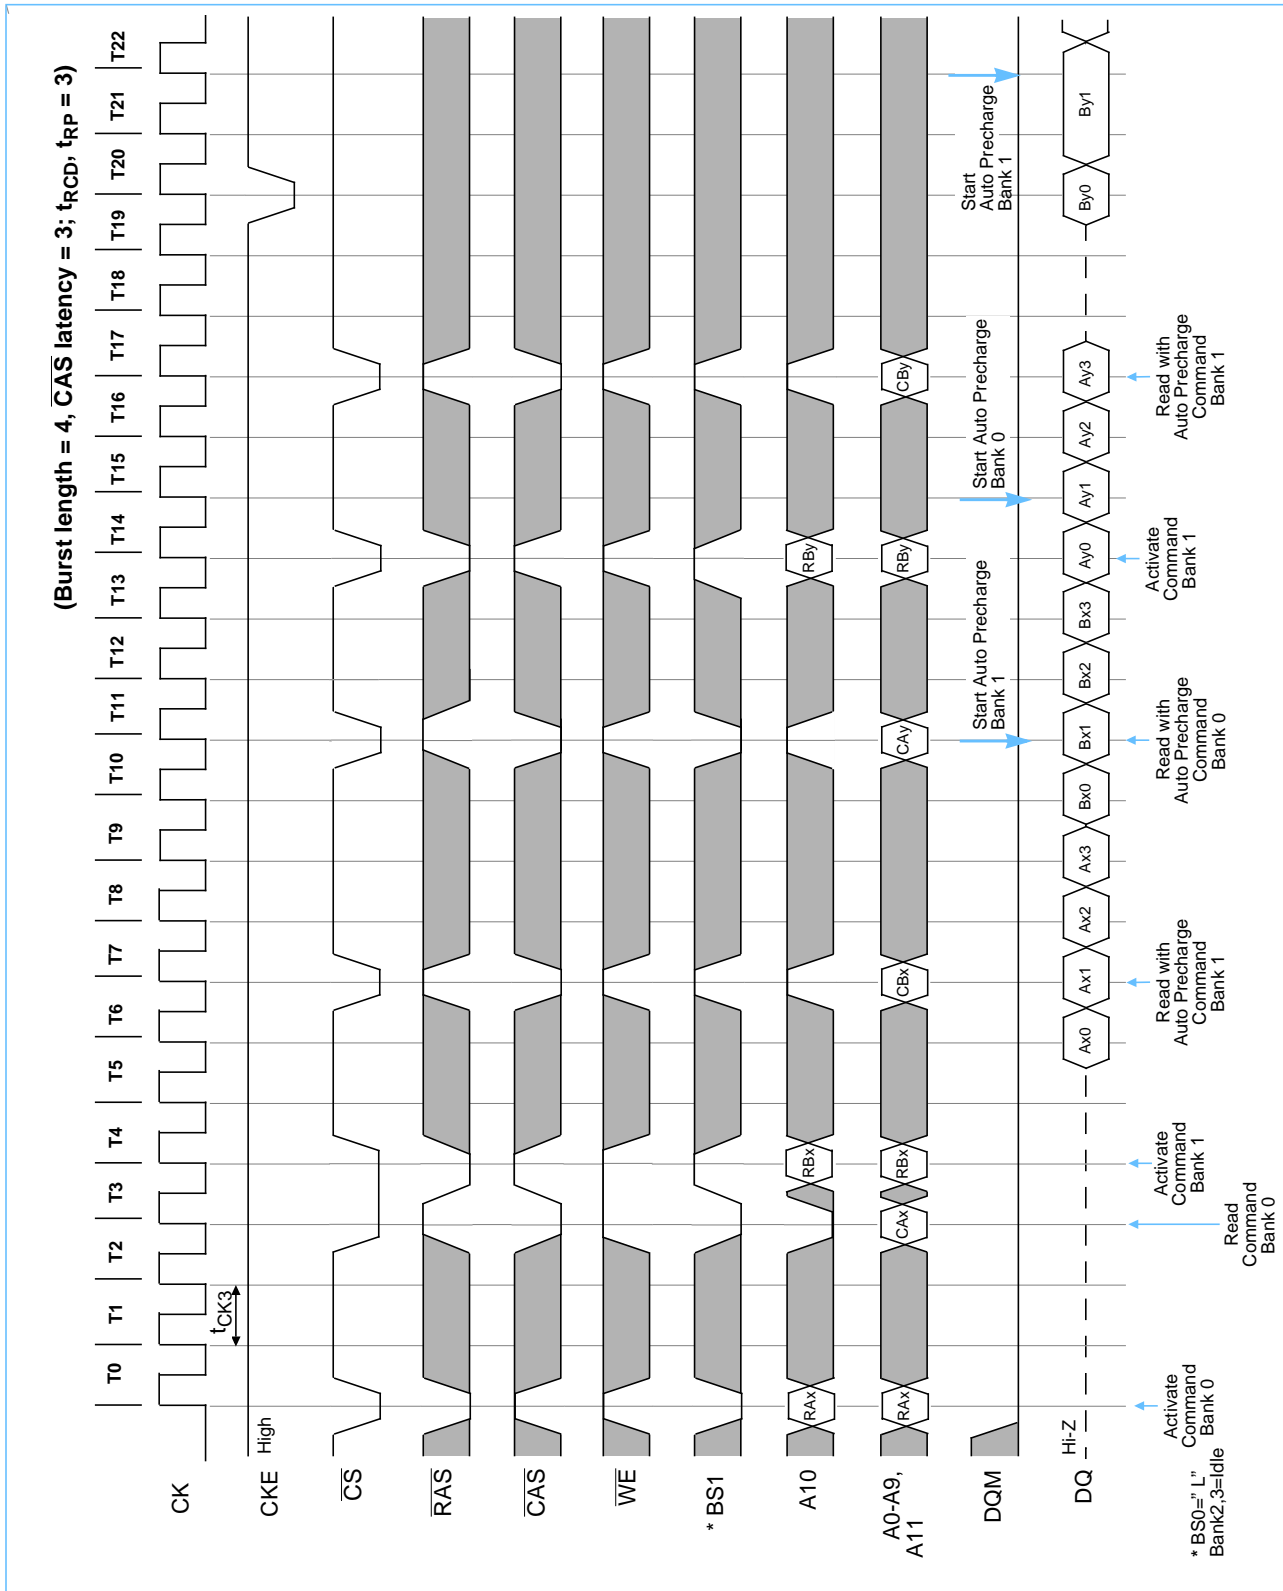 (Burst length = 4, CAS latency = 3; tRCD, tRP = 3)
T0 T1 T2 T3 T4 T5 T6 T7 T8 T9 T10 T11 T12 T13 T14 T15 T16 T17 T18 T19 T20 T21 T22
CK
tCK3
CKE
High
CS
RAS
CAS
WE
* BS1
A10
RAx RBx RBy
A0-A9,
A11
RAx CAx RBx CBx CAy RBy CBy
Start Auto Precharge
Bank 1
Start Auto Precharge
Bank 0
Start
Auto Precharge
Bank 1
DQM
DQ
Hi-Z
Ax0 Ax1 Ax2 Ax3 Bx0 Bx1 Bx2 Bx3 Ay0 Ay1 Ay2 Ay3 By0 By1
Activate
Command
Bank 0
Read
Command
Bank 0
Activate
Command
Bank 1
Read with
Auto Precharge
Command
Bank 1
Read with
Auto Precharge
Command
Bank 0
Activate
Command
Bank 1
Read with
Auto Precharge
Command
Bank 1
* BS0=” L”
Bank2,3=Idle